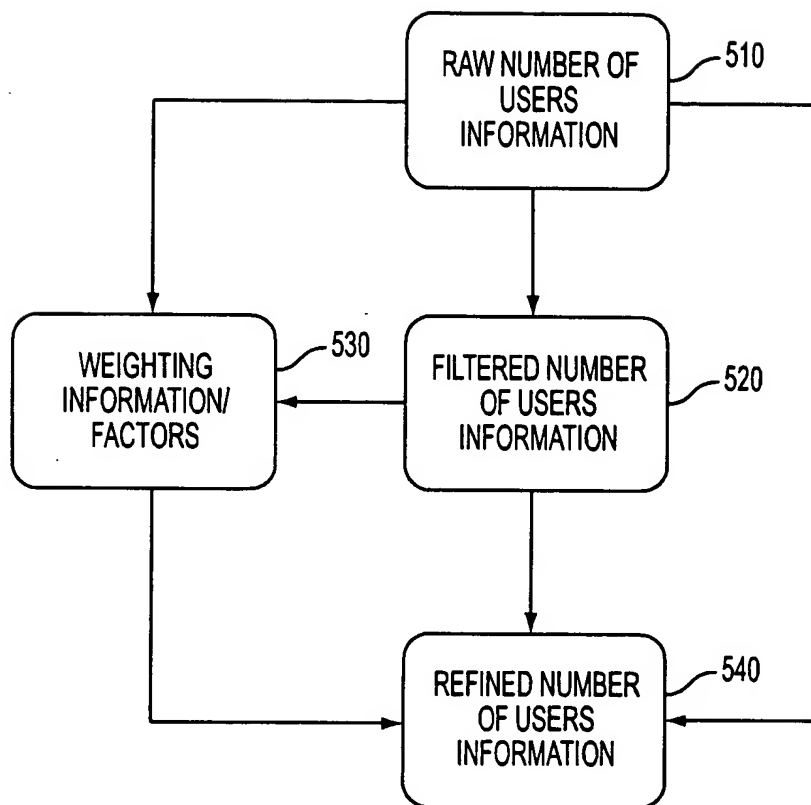 RAW NUMBER OF
USERS
INFORMATION
510
WEIGHTING
INFORMATION/
FACTORS
530
FILTERED NUMBER
OF USERS
INFORMATION
520
REFINED NUMBER
OF USERS
INFORMATION
540